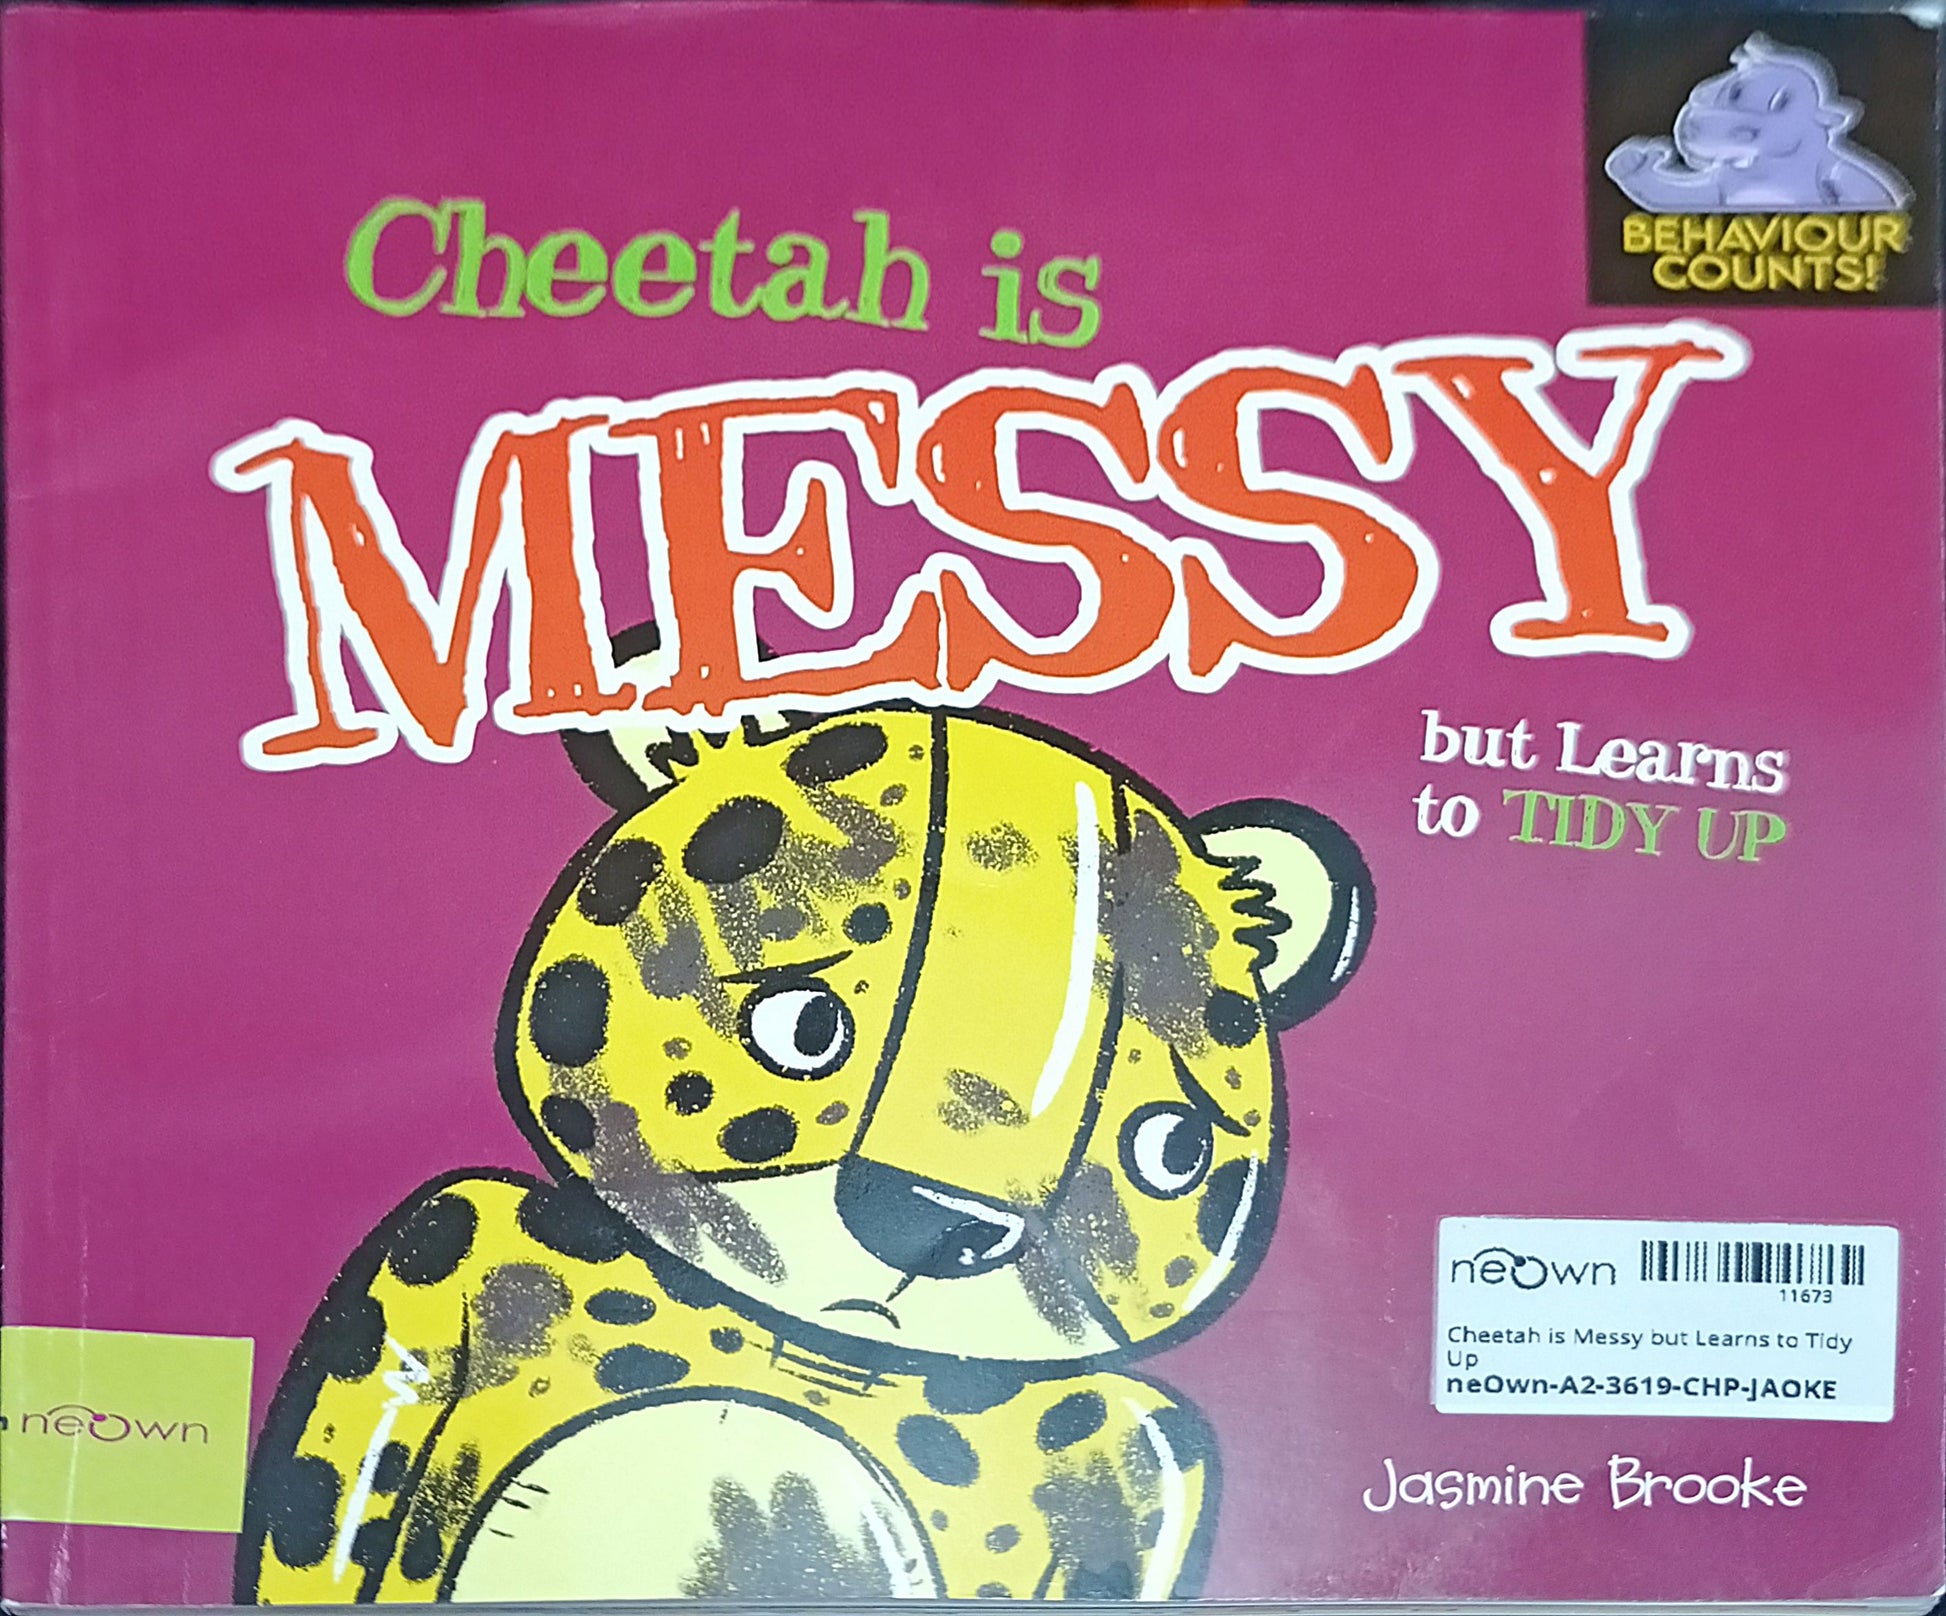 BEHAVIOUR
COUNTS!
Cheetah is
MESSY
but Learns
to TIDY UP
neOwn
11673
Cheetah is Messy but Learns to Tidy
Up
neOwn-A2-3619-CHP-JAOKE
neOwn
Jasmine Brooke